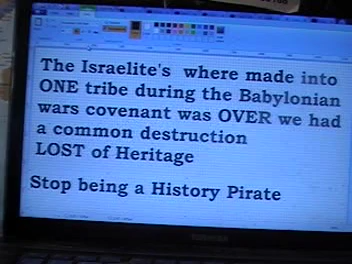 The Israelite's where made into
ONE tribe during the Babylonian
wars covenant was OVER we had
a common destruction
LOST of Heritage
Stop being a History Pirate
TOSHIBA